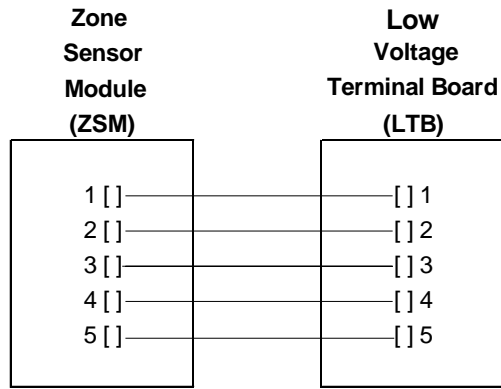 Zone
Sensor
Module
(ZSM)
Low
Voltage
Terminal Board
(LTB)
1 [ ] [ ] 1
2 [ ] [ ] 2
3 [ ] [ ] 3
4 [ ] [ ] 4
5 [ ] [ ] 5